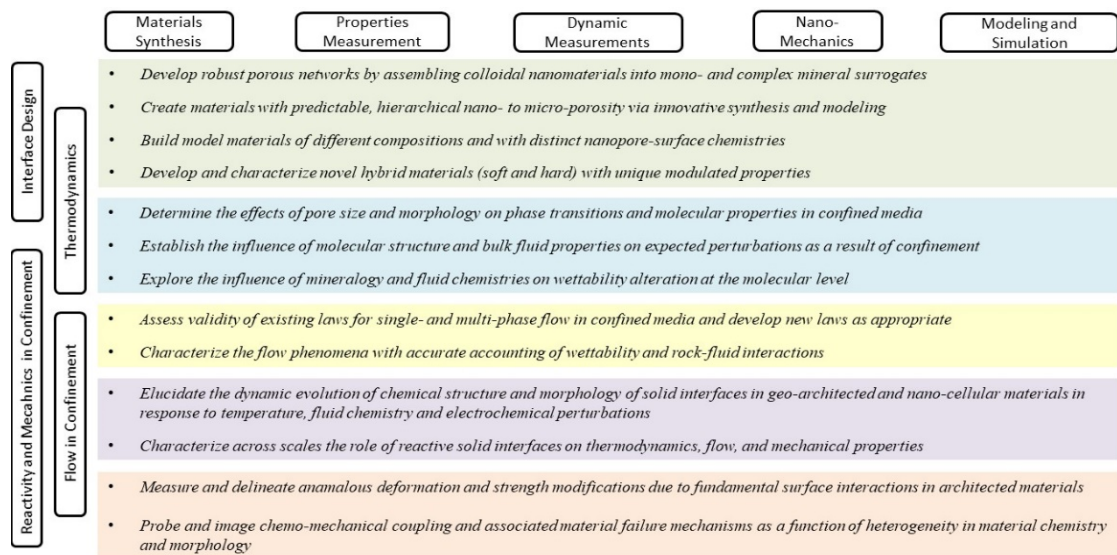 Materials
Synthesis
Properties
Measurement
Dynamic
Measurements
Nano-
Mechanics
Modeling and
Simulation
Interface Design
Thermodynamics
• Develop robust porous networks by assembling colloidal nanomaterials into mono- and complex mineral surrogates
• Create materials with predictable, hierarchical nano- to micro-porosity via innovative synthesis and modeling
• Build model materials of different compositions and with distinct nanopore-surface chemistries
• Develop and characterize novel hybrid materials (soft and hard) with unique modulated properties
• Determine the effects of pore size and morphology on phase transitions and molecular properties in confined media
• Establish the influence of molecular structure and bulk fluid properties on expected perturbations as a result of confinement
• Explore the influence of mineralogy and fluid chemistries on wettability alteration at the molecular level
Reactivity and Mecahnics in Confinement
Flow in Confinement
• Assess validity of existing laws for single- and multi-phase flow in confined media and develop new laws as appropriate
• Characterize the flow phenomena with accurate accounting of wettability and rock-fluid interactions
• Elucidate the dynamic evolution of chemical structure and morphology of solid interfaces in geo-architected and nano-cellular materials in
response to temperature, fluid chemistry and electrochemical perturbations
• Characterize across scales the role of reactive solid interfaces on thermodynamics, flow, and mechanical properties
• Measure and delineate anamalous deformation and strength modifications due to fundamental surface interactions in architected materials
• Probe and image chemo-mechanical coupling and associated material failure mechanisms as a function of heterogeneity in material chemistry
and morphology